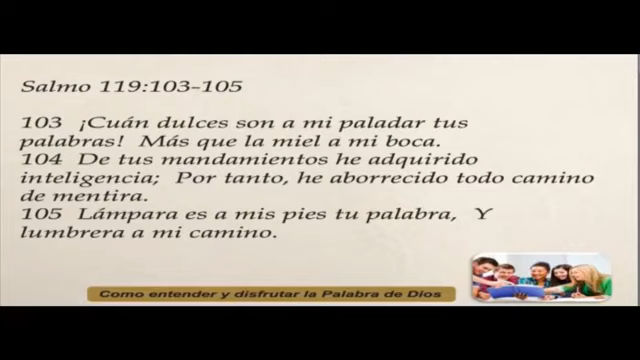 Salmo 119:103-105
103 ¡Cuán dulces son a mi paladar tus
palabras! Más que la miel a mi boca.
104 De tus mandamientos he adquirido
inteligencia; Por tanto, he aborrecido todo camino
de mentira.
105 Lámpara es a mis pies tu palabra, Y
lumbrera a mi camino.
Como entender y disfrutar la Palabra de Dios